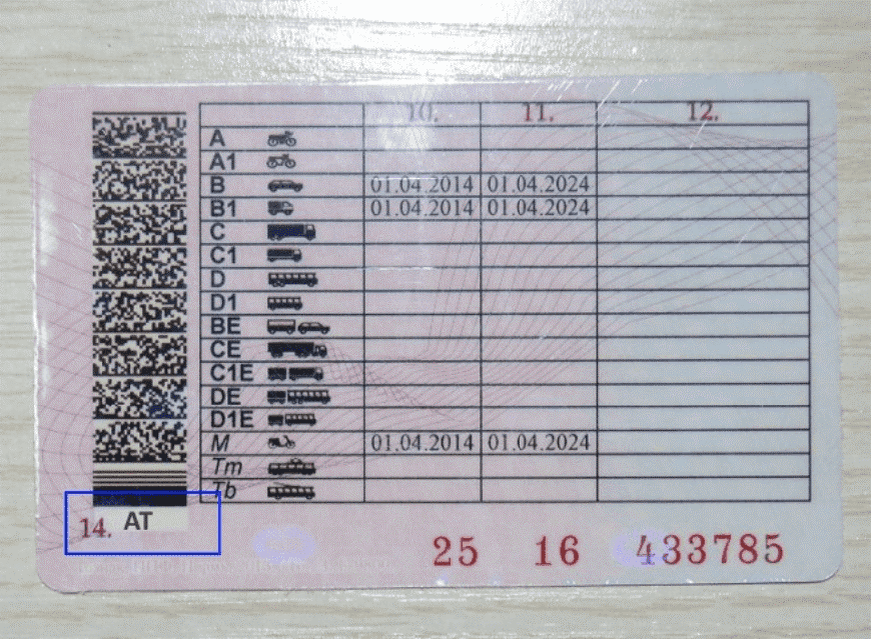 10. 11. 12.
A
A1
B 01.04.2014 01.04.2024
B1 01.04.2014 01.04.2024
C
C1
D
D1
BE
CE
C1E
DE
D1E
M 01.04.2014 01.04.2024
Tm
Tb
14. AT
25 16 433785